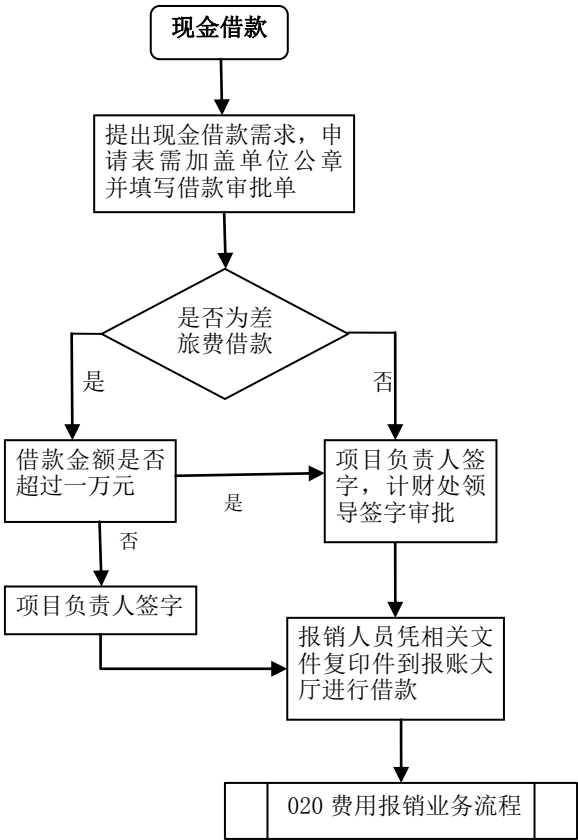 现金借款
提出现金借款需求，申
请表需加盖单位公章
并填写借款审批单
是否为差
旅费借款
是
否
借款金额是否
超过一万元
是
项目负责人签
字，计财处领
导签字审批
否
项目负责人签字
报销人员凭相关文
件复印件到报账大
厅进行借款
020 费用报销业务流程